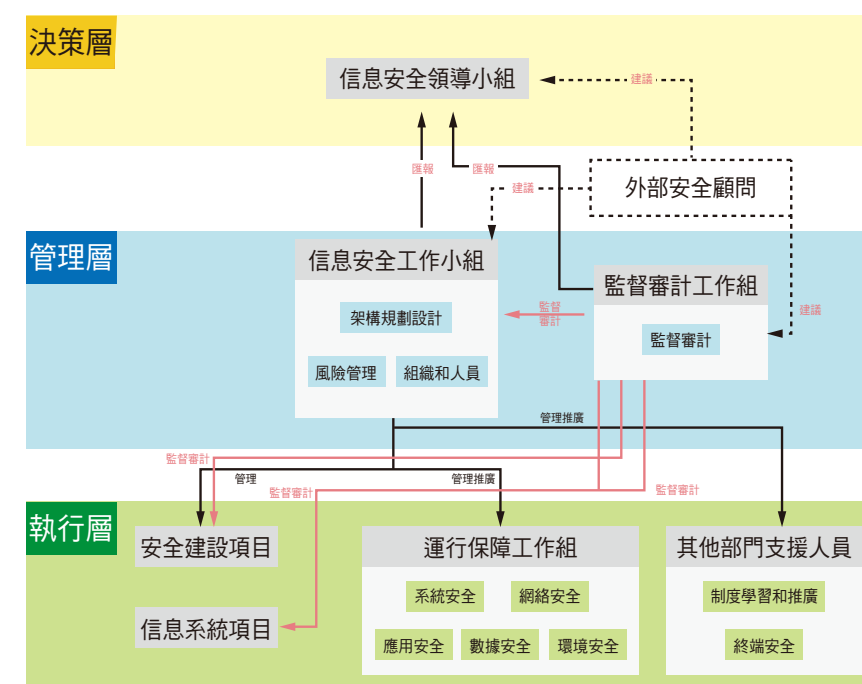 決策層
信息安全領導小組
建議
匯報
匯報
建議
外部安全顧問
管理層
信息安全工作小組
監督審計工作組
架構規劃設計
監督
審計
建議
監督審計
風險管理
組織和人員
管理推廣
監督審計
管理
管理推廣
監督審計
監督審計
執行層
安全建設項目
運行保障工作組
其他部門支援人員
系統安全
網絡安全
制度學習和推廣
信息系統項目
應用安全
數據安全
環境安全
終端安全